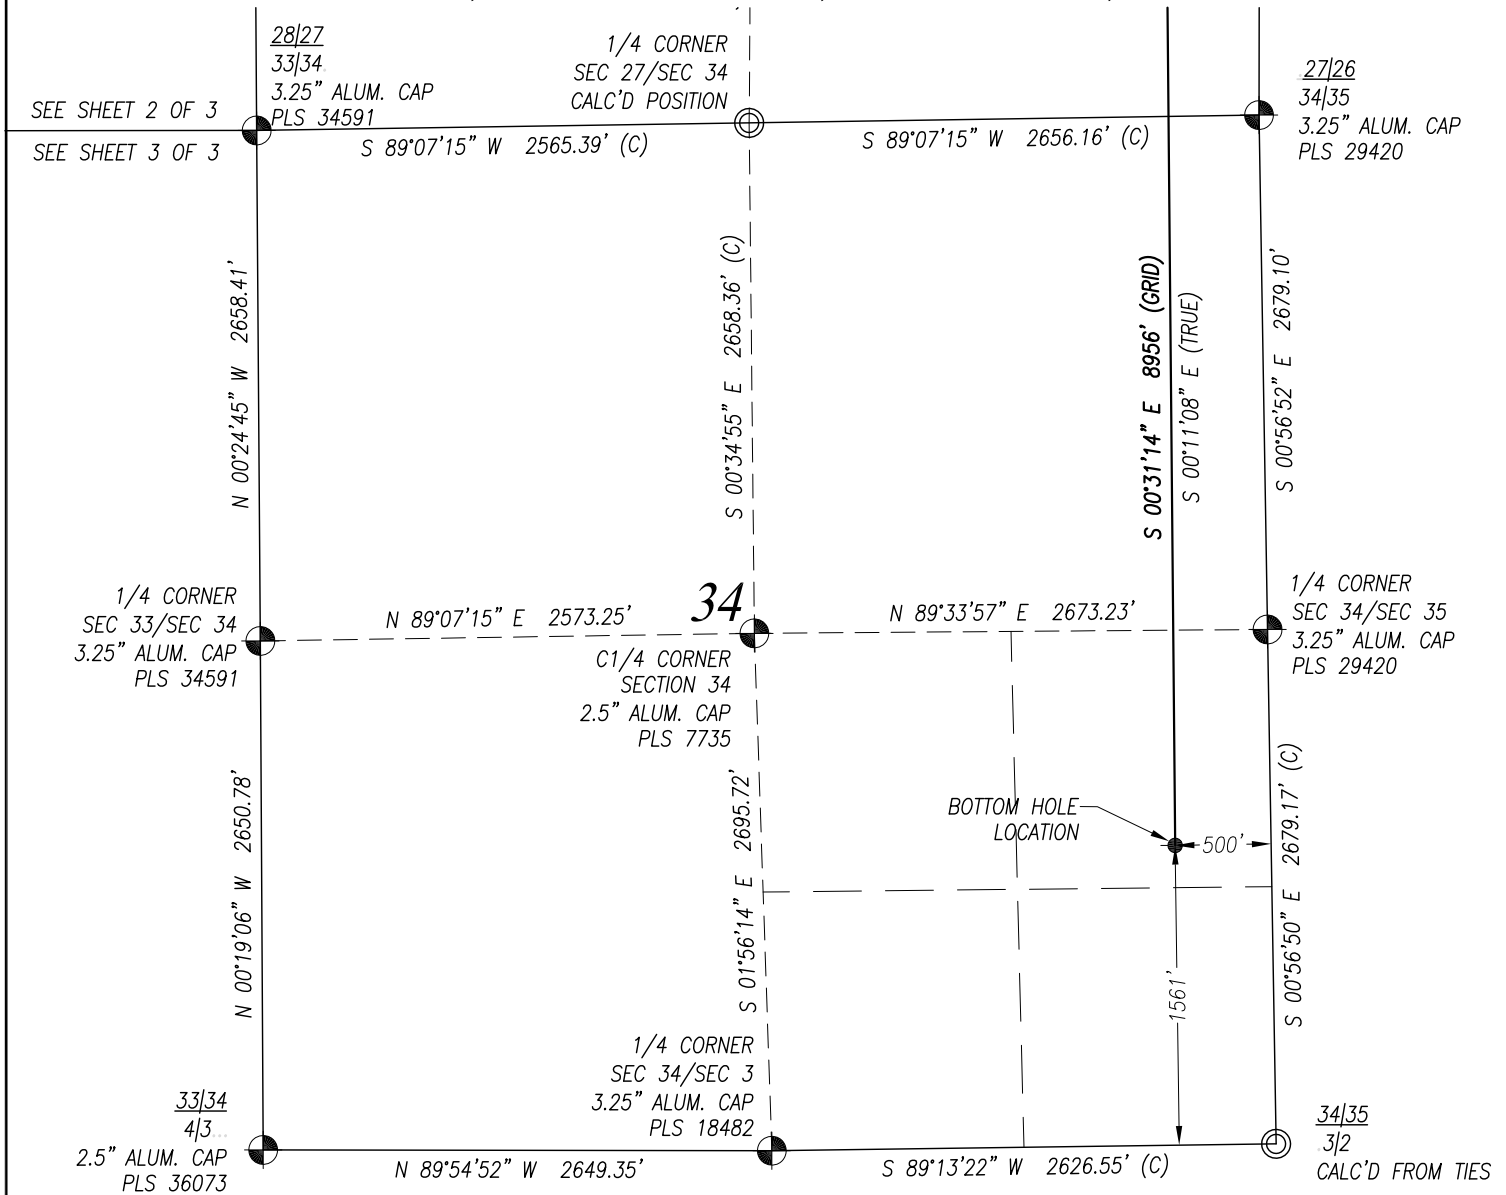 28|27
33|34
3.25" ALUM. CAP
PLS 34591
1/4 CORNER
SEC 27/SEC 34
CALC'D POSITION
27|26
34|35
3.25" ALUM. CAP
PLS 29420
SEE SHEET 2 OF 3
SEE SHEET 3 OF 3
S 89°07'15" W 2565.39' (C)
S 89°07'15" W 2656.16' (C)
N 00°24'45" W 2658.41'
S 00°34'55" E 2658.36' (C)
S 00°31'14" E 8956' (GRID)
S 00°11'08" E (TRUE)
S 00°56'52" E 2679.10'
1/4 CORNER
SEC 33/SEC 34
3.25" ALUM. CAP
PLS 34591
N 89°07'15" E 2573.25'
34
N 89°33'57" E 2673.23'
1/4 CORNER
SEC 34/SEC 35
3.25" ALUM. CAP
PLS 29420
C1/4 CORNER
SECTION 34
2.5" ALUM. CAP
PLS 7735
N 00°19'06" W 2650.78'
S 01°56'14" E 2695.72'
BOTTOM HOLE
LOCATION
500'
1561'
S 00°56'50" E 2679.17' (C)
1/4 CORNER
SEC 34/SEC 3
3.25" ALUM. CAP
PLS 18482
33|34
4|3
2.5" ALUM. CAP
PLS 36073
N 89°54'52" W 2649.35'
S 89°13'22" W 2626.55' (C)
34|35
3|2
CALC'D FROM TIES